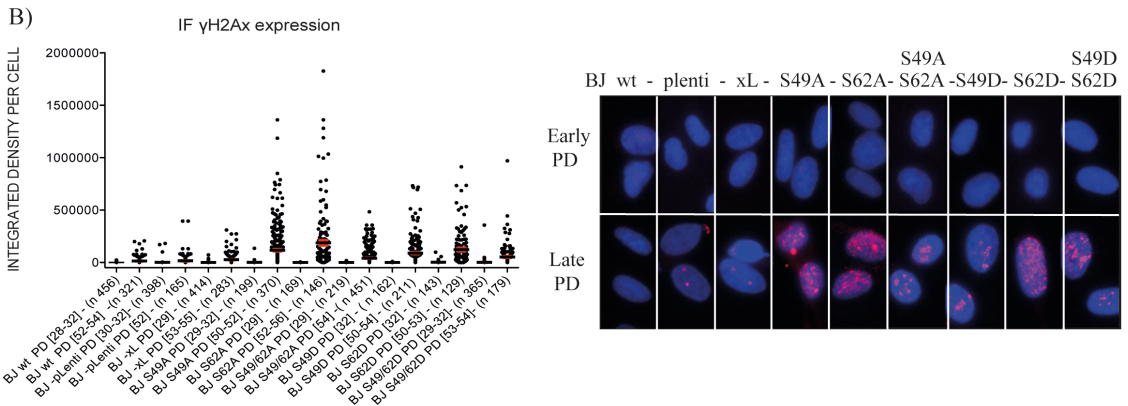 B)
IF γH2Ax expression
INTEGRATED DENSITY PER CELL
2000000
1500000
1000000
500000
0
BJ wt PD [28-32] - (n 456)
BJ wt PD [52-54] -(n 321)
BJ -pLenti PD [30-32]- (n 398)
BJ -pLenti PD [52] (n 165)
BJ -xL PD [29] (n 414)
BJ -xL PD [53-55] - (n 283)
BJ S49A PD [29-32] (n 199)
BJ S49A PD [50-52] - (n 370)
BJ S62A PD [29] - (n 169)
BJ S62A PD [52-56] - (n 146)
BJ S49/62A PD [29] - (n 219)
BJ S49/62A PD [54] - ( n 451)
BJ S49D PD [32] - ( n 162)
BJ S49D PD [50-54] - (n 211)
BJ S62D PD [32] - (n 143)
BJ S62D PD [50-53] - (n 129)
BJ S49/62D PD [29-32] - (n 365)
BJ S49/62D PD [53-54]- (n 179)
S49A S49D
BJ wt - plenti - xL - S49A - S62A- S62A -S49D- S62D- S62D
Early
PD
Late
PD